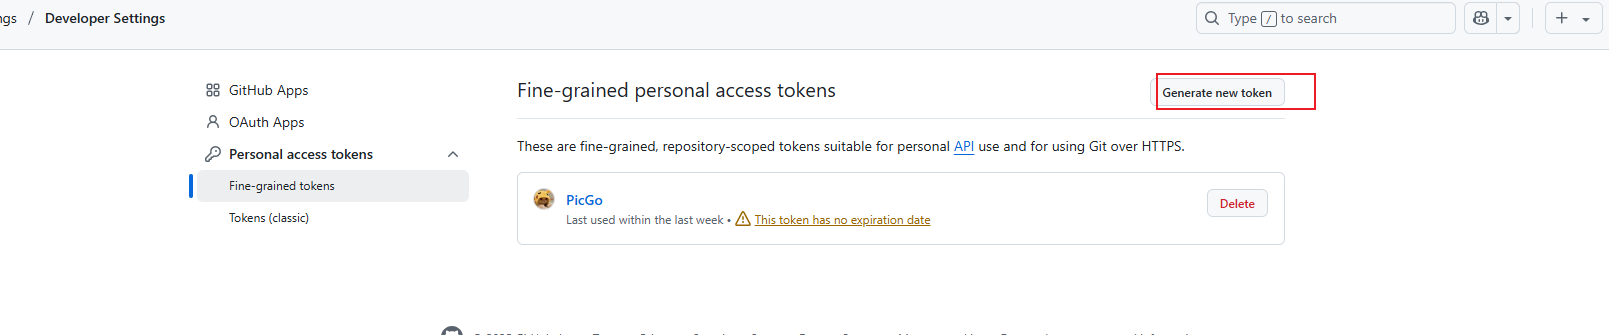 ngs / Developer Settings
Type / to search
GitHub Apps
OAuth Apps
Personal access tokens
Fine-grained tokens
Tokens (classic)
Fine-grained personal access tokens
Generate new token
These are fine-grained, repository-scoped tokens suitable for personal API use and for using Git over HTTPS.
PicGo
Last used within the last week • This token has no expiration date
Delete